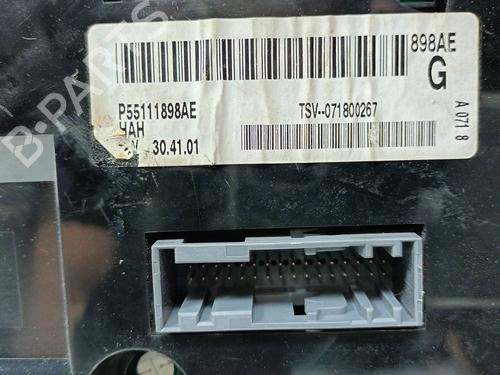 898AE
G
P55111898AE
HAH TSV--071800267
V 30.41.01
A 071 8
B-PARTS